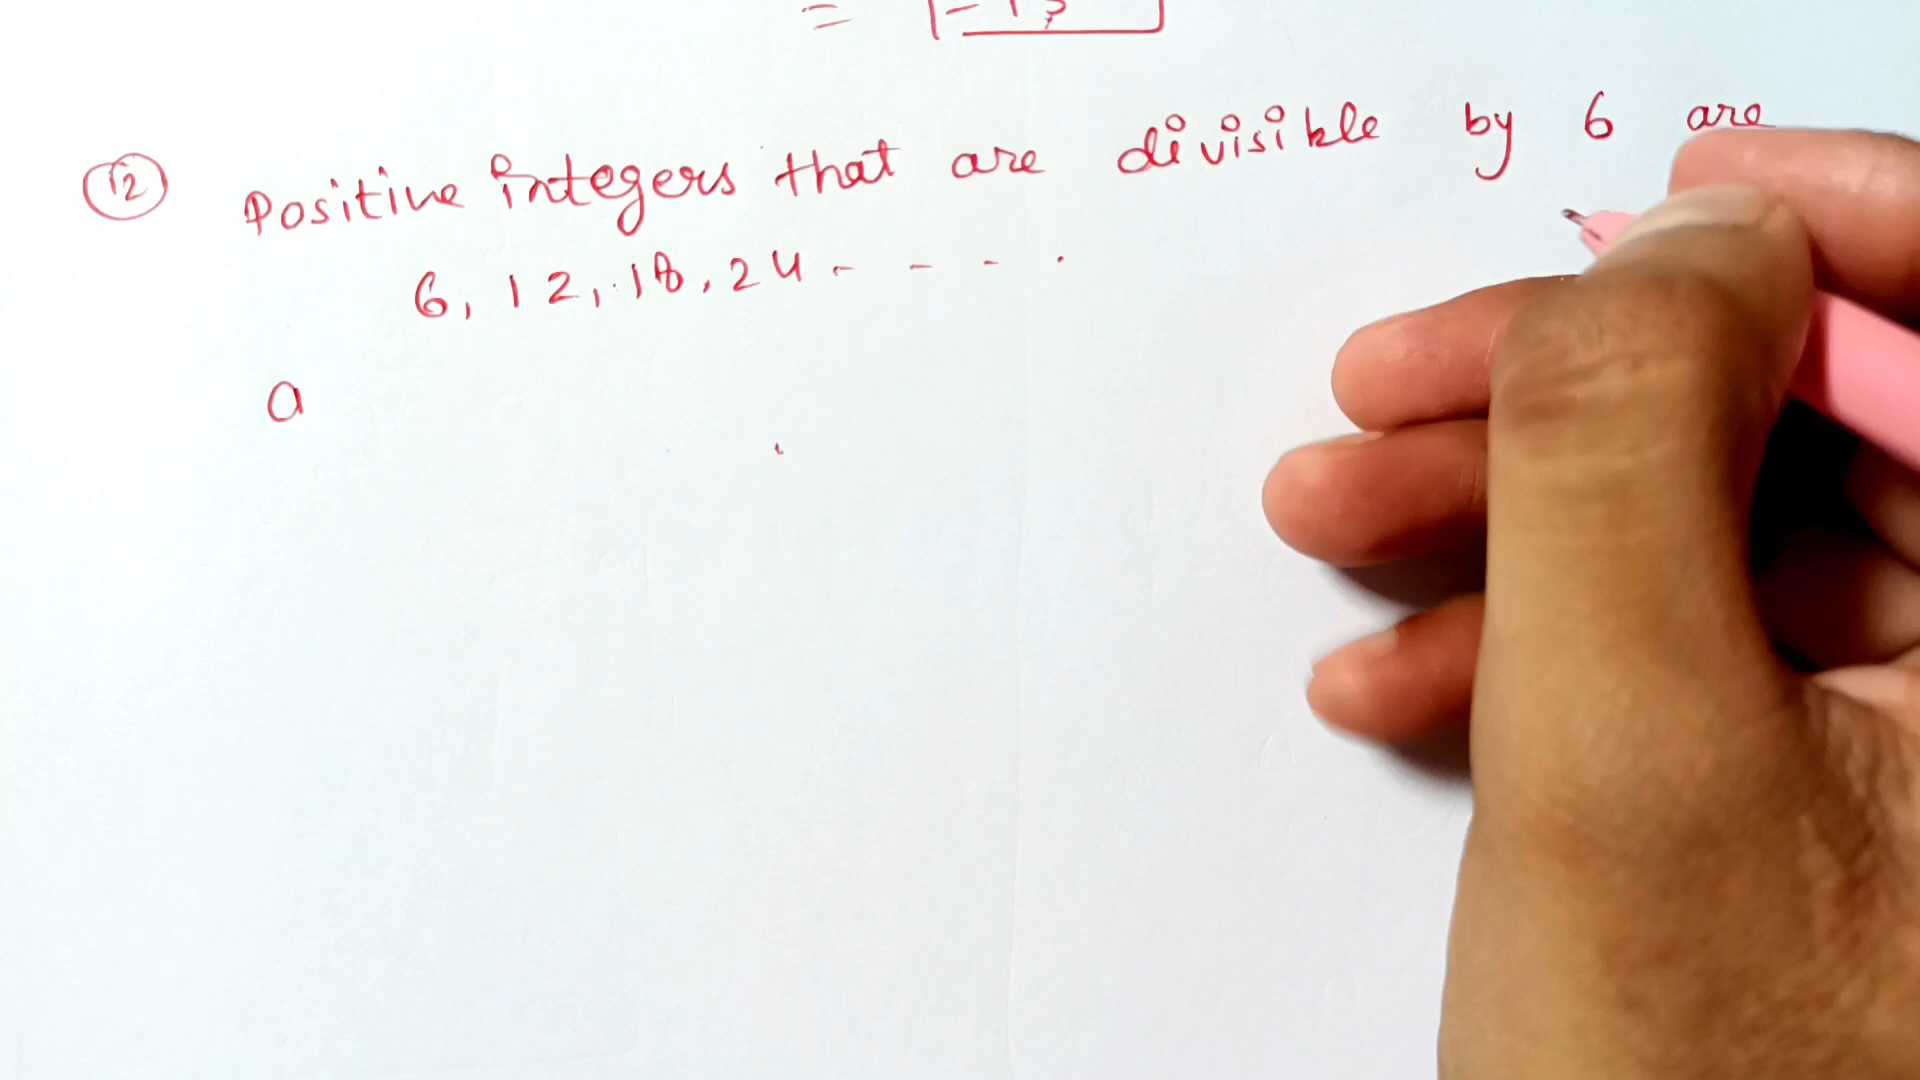 12 Positive integers that are divisible by 6 are
6, 12, 18, 24 - - - .
a